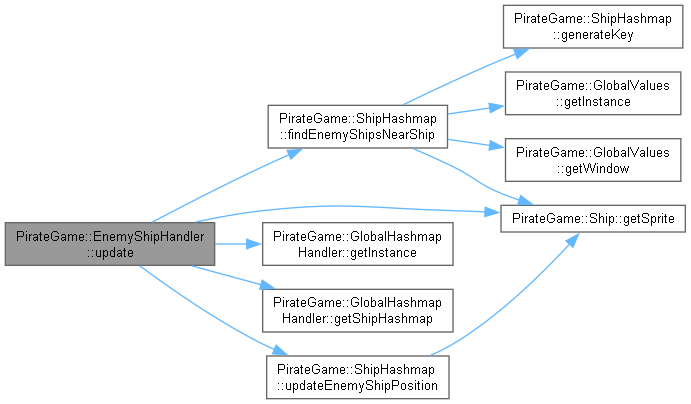 PirateGame::ShipHashmap
::generateKey
PirateGame::GlobalValues
::getInstance
PirateGame::ShipHashmap
::findEnemyShipsNearShip
PirateGame::GlobalValues
::getWindow
PirateGame::Ship::getSprite
PirateGame::EnemyShipHandler
::update
PirateGame::GlobalHashmap
Handler::getInstance
PirateGame::GlobalHashmap
Handler::getShipHashmap
PirateGame::ShipHashmap
::updateEnemyShipPosition